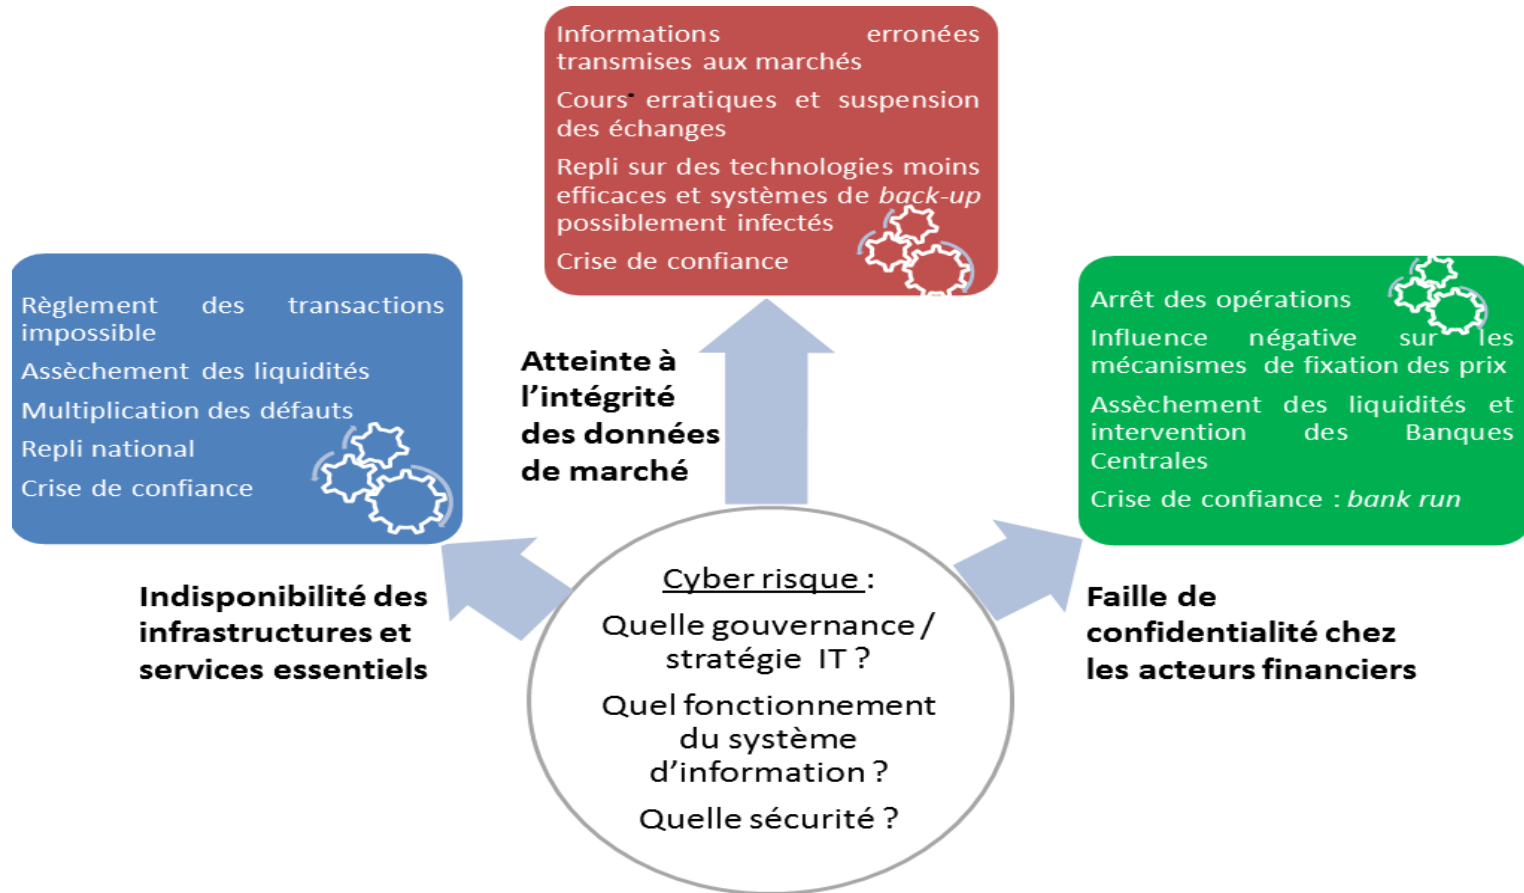 Informations erronées
transmises aux marchés
Cours erratiques et suspension
des échanges
Repli sur des technologies moins
efficaces et systèmes de back-up
possiblement infectés
Crise de confiance
Règlement des transactions
impossible
Assèchement des liquidités
Multiplication des défauts
Repli national
Crise de confiance
Arrêt des opérations
Influence négative sur les
mécanismes de fixation des prix
Assèchement des liquidités et
intervention des Banques
Centrales
Crise de confiance : bank run
Atteinte à
l'intégrité
des données
de marché
Indisponibilité des
infrastructures et
services essentiels
Faille de
confidentialité chez
les acteurs financiers
Cyber risque :
Quelle gouvernance /
stratégie IT ?
Quel fonctionnement
du système
d'information ?
Quelle sécurité ?